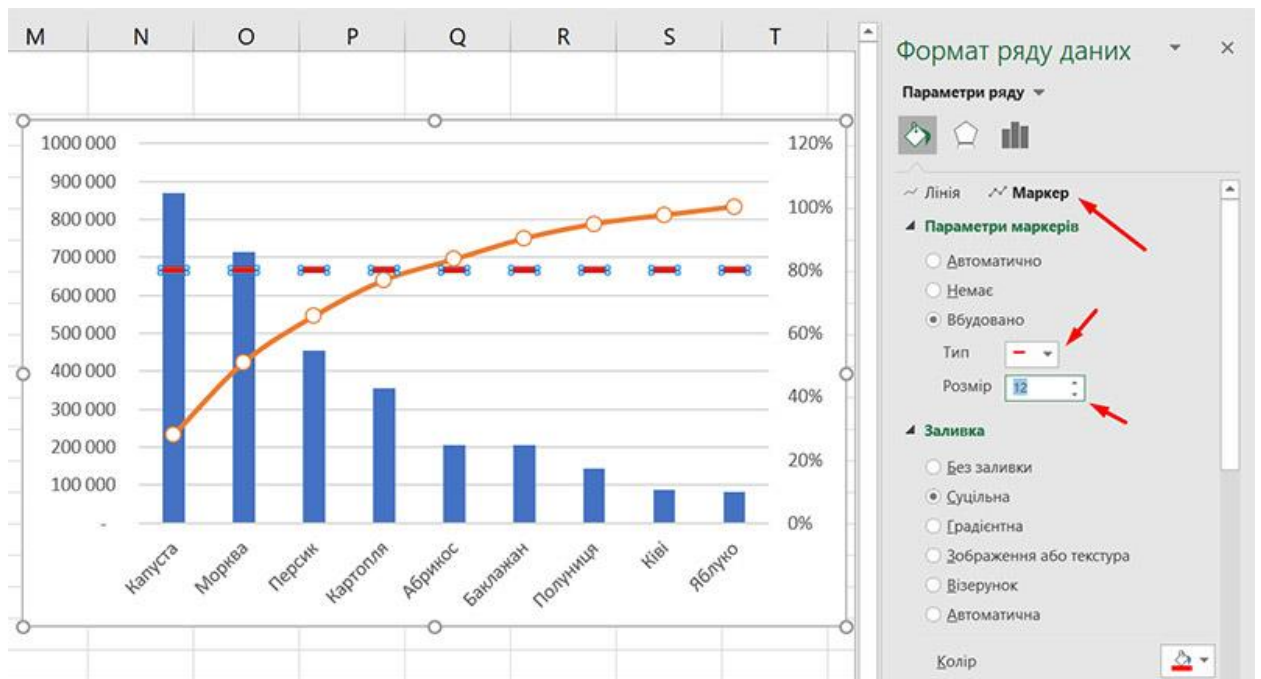 M N O P Q R S T
1000 000
900 000
800 000
700 000
600 000
500 000
400 000
300 000
200 000
100 000
-
120%
100%
80%
60%
40%
20%
0%
Капуста
Морква
Персик
Картопля
Абрикос
Баклажан
Полуниця
Ківі
Яблуко
Формат ряду даних
Параметри ряду
Лінія Маркер
Параметри маркерів
Автоматично
Немає
Вбудовано
Тип
Розмір 12
Заливка
Без заливки
Суцільна
Градієнтна
Зображення або текстура
Візерунок
Автоматична
Колір